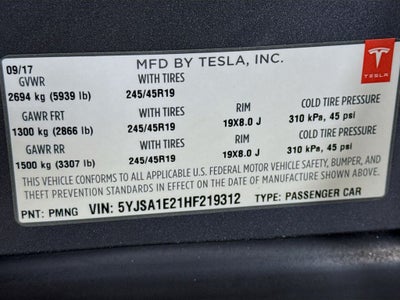 MFD BY TESLA, INC.
TESLA
09/17
GVWR WITH TIRES
2694 kg (5939 lb) 245/45R19
GAWR FRT WITH TIRES RIM COLD TIRE PRESSURE
1300 kg (2866 lb) 245/45R19 19X8.0 J 310 kPa, 45 psi
GAWR RR WITH TIRES RIM COLD TIRE PRESSURE
1500 kg (3307 lb) 245/45R19 19X8.0 J 310 kPa, 45 psi
THIS VEHICLE CONFORMS TO ALL APPLICABLE U.S. FEDERAL MOTOR VEHICLE SAFETY, BUMPER, AND
THEFT PREVENTION STANDARDS IN EFFECT ON THE DATE OF MANUFACTURE SHOWN ABOVE.
PNT: PMNG VIN: 5YJSA1E21HF219312 TYPE: PASSENGER CAR